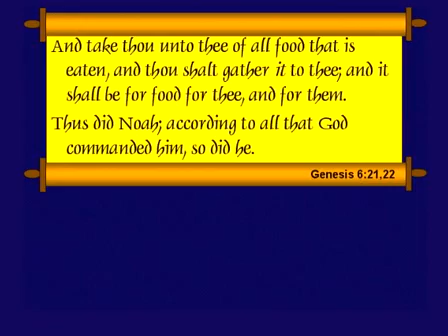 And take thou unto thee of all food that is
eaten, and thou shalt gather it to thee; and it
shall be for food for thee, and for them.
Thus did Noah; according to all that God
commanded him, so did he.
Genesis 6:21,22